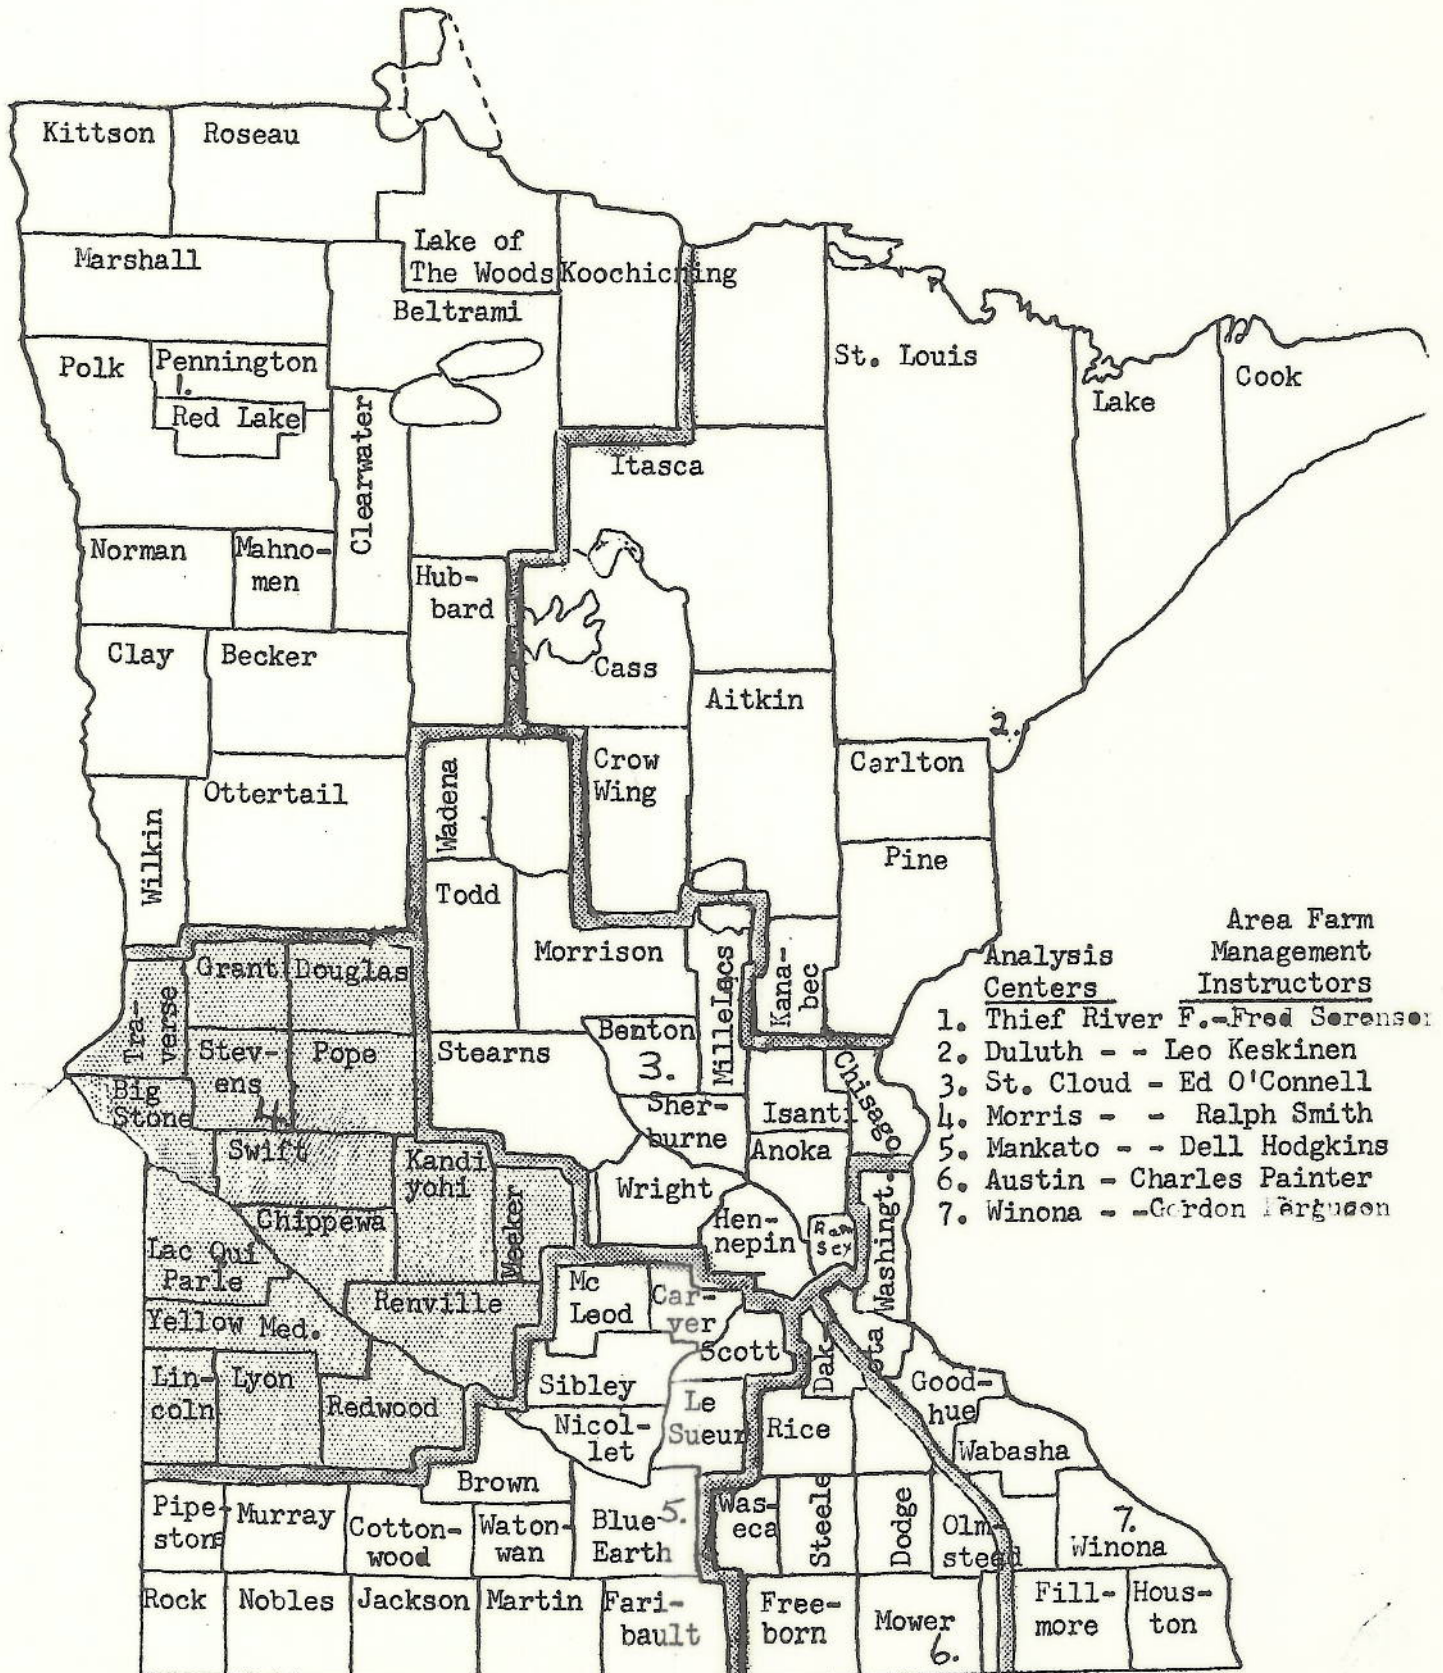 Kittson
Roseau
Lake of
The Woods
Koochiching
Marshall
Beltrami
Polk
Pennington
1.
Red Lake
Clearwater
St. Louis
Lake
Cook
Itasca
Norman
Mahno-
men
Hub-
bard
Cass
Clay
Becker
Aitkin
2.
Ottertail
Wilkin
Wadena
Crow
Wing
Carlton
Pine
Todd
Morrison
MilleLacs
Kana-
bec
Grant
Douglas
Tra-
verse
Stev-
ens
4.
Pope
Stearns
Benton
3.
Big
Stone
Sher-
burne
Isanti
Chisago
Swift
Kandi
yohi
Anoka
Meeker
Wright
Chippewa
Hen-
nepin
Ram
sey
Washingt.
Lac Qui
Parle
Renville
Mc
Leod
Car-
ver
Yellow Med.
Scott
Dak-
ota
Lin-
coln
Lyon
Redwood
Sibley
Le
Sueur
Nicol-
let
Rice
Good-
hue
Wabasha
Brown
Pipe-
stone
Murray
Cotton-
wood
Waton-
wan
Blue
Earth
5.
Was-
eca
Steele
Dodge
Olm-
steed
7.
Winona
Rock
Nobles
Jackson
Martin
Fari-
bault
Free-
born
Mower
6.
Fill-
more
Hous-
ton
Area Farm
Analysis Management
Centers Instructors
1. Thief River F.-Fred Sorenson
2. Duluth - - Leo Keskinen
3. St. Cloud - Ed O'Connell
4. Morris - - Ralph Smith
5. Mankato - - Dell Hodgkins
6. Austin - Charles Painter
7. Winona - -Gordon Ferguson